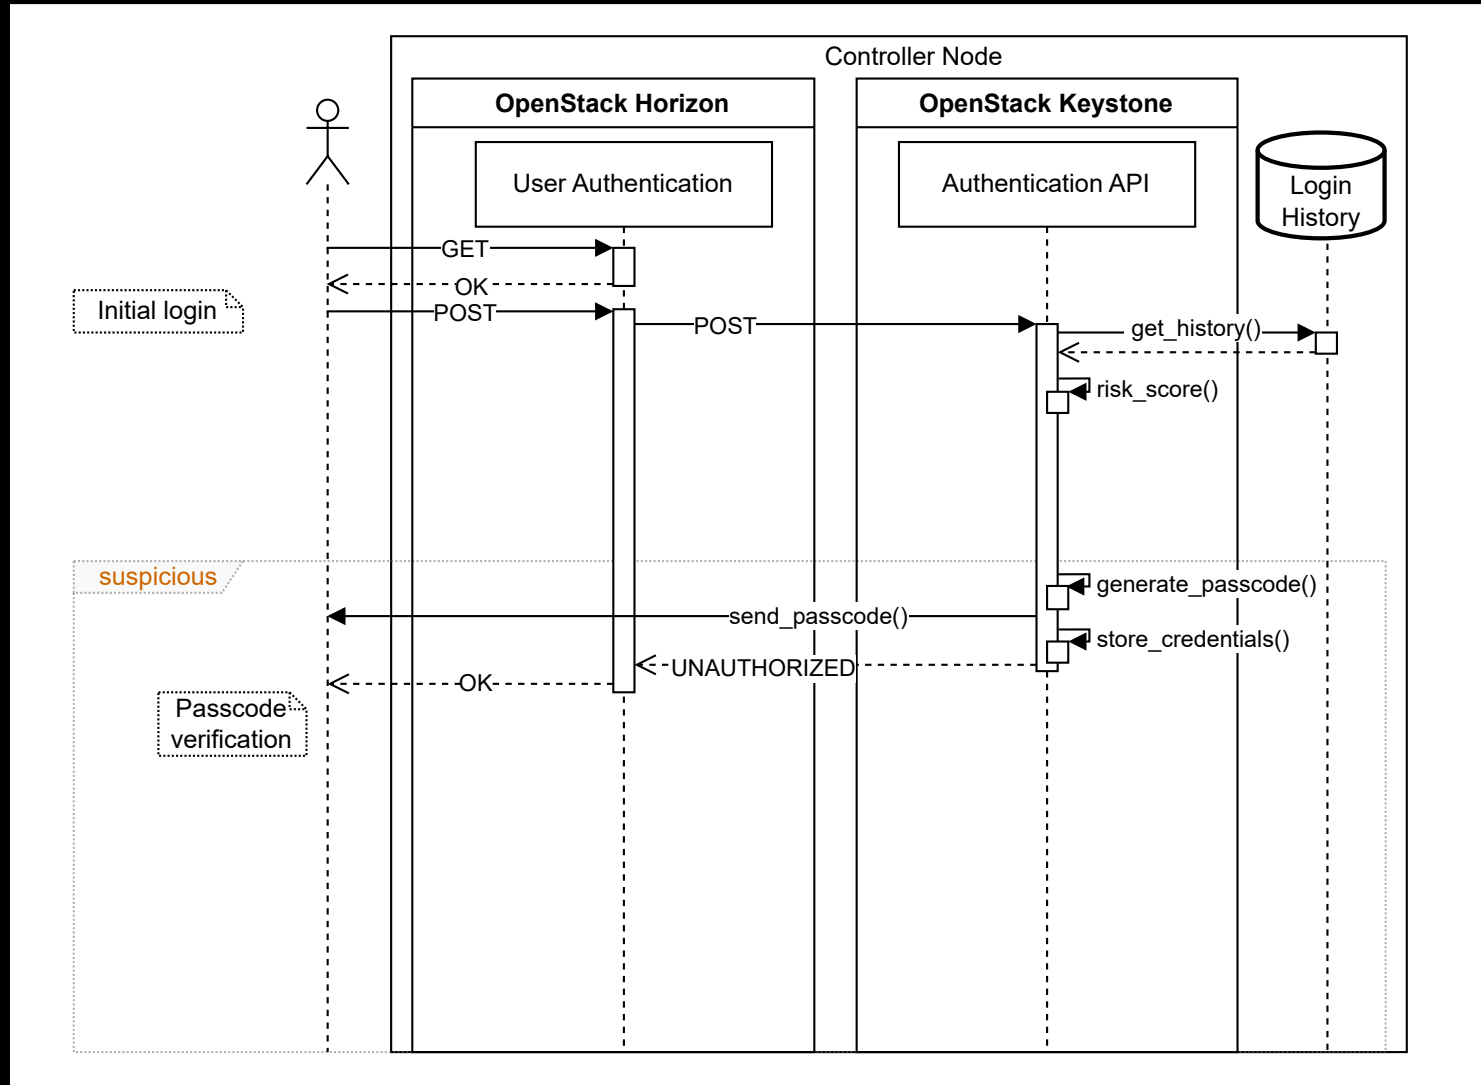 Controller Node
OpenStack Horizon
OpenStack Keystone
User Authentication
Authentication API
Login
History
GET
OK
Initial login
POST
POST
get_history()
risk_score()
suspicious
generate_passcode()
send_passcode()
store_credentials()
UNAUTHORIZED
OK
Passcode
verification